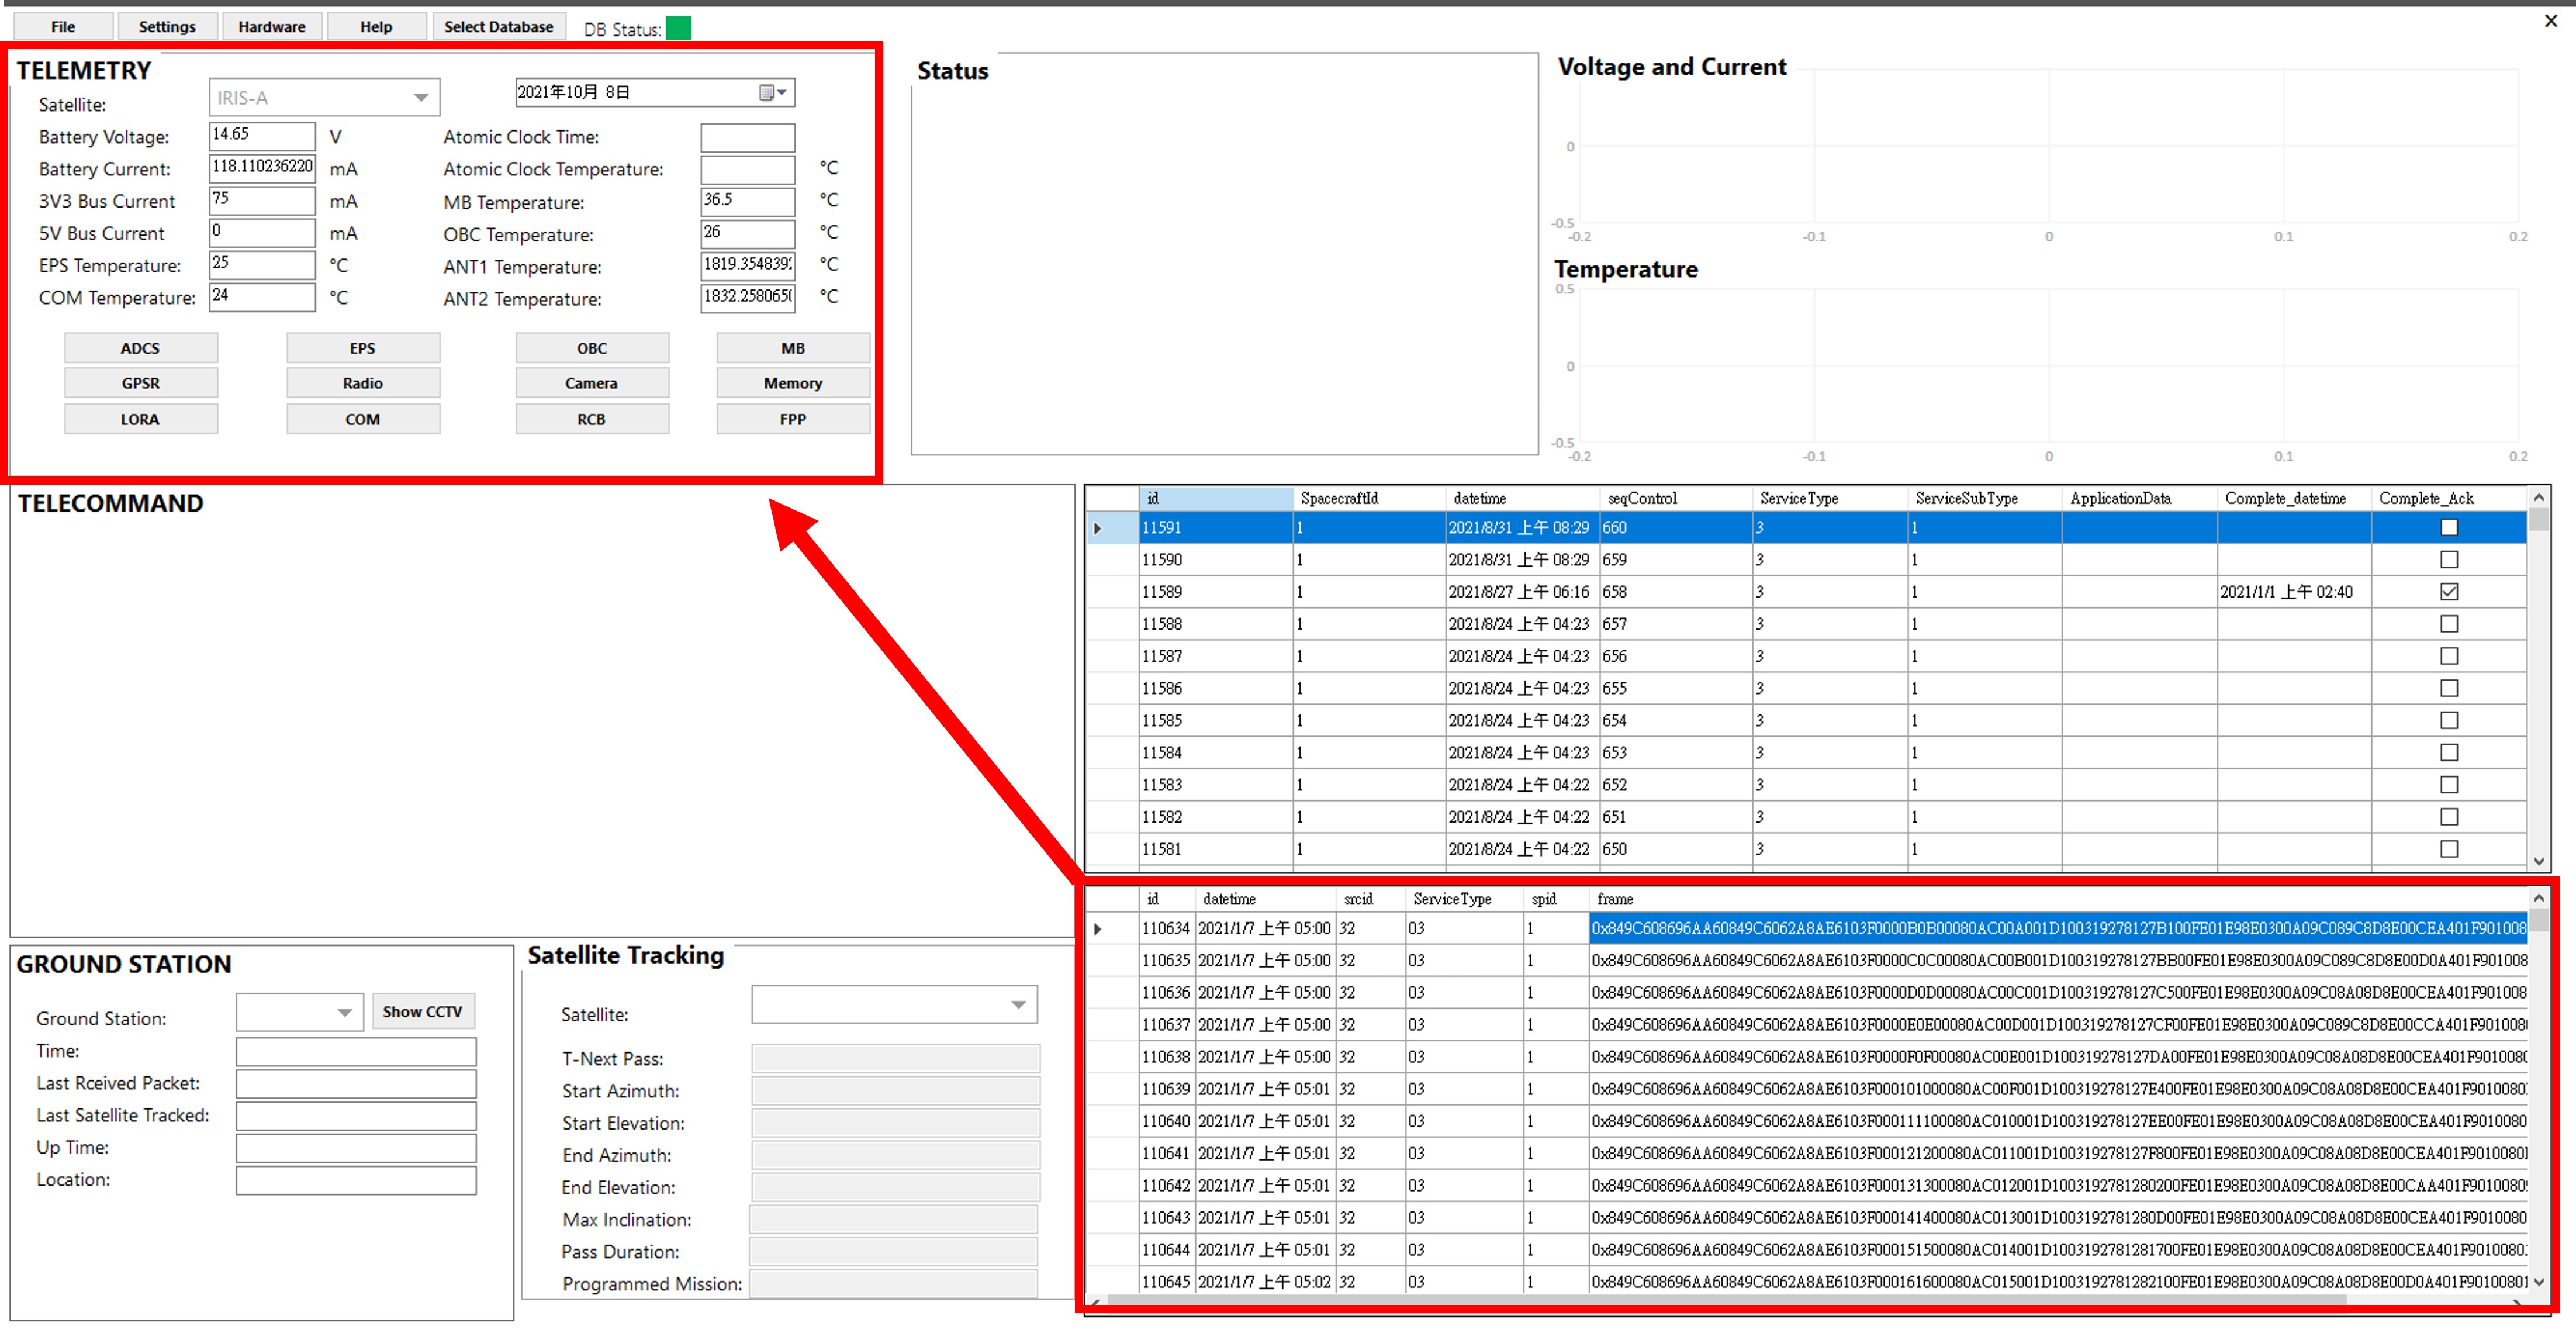 File Settings Hardware Help Select Database DB Status:
TELEMETRY
Satellite: IRIS-A 2021年10月 8日
Battery Voltage: 14.65 V Atomic Clock Time:
Battery Current: 118.110236220 mA Atomic Clock Temperature: °C
3V3 Bus Current 75 mA MB Temperature: 36.5 °C
5V Bus Current 0 mA OBC Temperature: 26 °C
EPS Temperature: 25 °C ANT1 Temperature: °C
COM Temperature: 24 °C ANT2 Temperature: °C
ADCS EPS OBC MB
GPSR Radio Camera Memory
LORA COM RCB FPP
Status
Voltage and Current
0
-0.5
-0.2 -0.1 0 0.1 0.2
Temperature
0.5
0
-0.5
-0.2 -0.1 0 0.1 0.2
TELECOMMAND
id SpacecraftId datetime seqControl ServiceType ServiceSubType ApplicationData Complete_datetime Complete_Ack
11591 1 2021/8/31 上午 08:29 660 3 1
11590 1 2021/8/31 上午 08:29 659 3 1
11589 1 2021/8/27 上午 06:16 658 3 1 2021/1/1 上午 02:40
11588 1 2021/8/24 上午 04:23 657 3 1
11587 1 2021/8/24 上午 04:23 656 3 1
11586 1 2021/8/24 上午 04:23 655 3 1
11585 1 2021/8/24 上午 04:23 654 3 1
11584 1 2021/8/24 上午 04:23 653 3 1
11583 1 2021/8/24 上午 04:22 652 3 1
11582 1 2021/8/24 上午 04:22 651 3 1
11581 1 2021/8/24 上午 04:22 650 3 1
id datetime srcid ServiceType spid frame
110634 2021/1/7 上午 05:00 32 03 1 0x849C608696AA60849C6062A8AE6103F0000B0B00080AC00A001D100319278127B100FE01E98E0300A09C089C8D8E00CEA401F901008
110635 2021/1/7 上午 05:00 32 03 1 0x849C608696AA60849C6062A8AE6103F0000C0C00080AC00B001D100319278127BB00FE01E98E0300A09C089C8D8E00D0A401F901008
110636 2021/1/7 上午 05:00 32 03 1 0x849C608696AA60849C6062A8AE6103F0000D0D00080AC00C001D100319278127C500FE01E98E0300A09C08A08D8E00CEA401F901008
110637 2021/1/7 上午 05:00 32 03 1 0x849C608696AA60849C6062A8AE6103F0000E0E00080AC00D001D100319278127CF00FE01E98E0300A09C089C8D8E00CCA401F901008
110638 2021/1/7 上午 05:00 32 03 1 0x849C608696AA60849C6062A8AE6103F0000F0F00080AC00E001D100319278127DA00FE01E98E0300A09C08A08D8E00CEA401F9010080
110639 2021/1/7 上午 05:01 32 03 1 0x849C608696AA60849C6062A8AE6103F000101000080AC00F001D100319278127E400FE01E98E0300A09C08A08D8E00CEA401F9010080
110640 2021/1/7 上午 05:01 32 03 1 0x849C608696AA60849C6062A8AE6103F000111100080AC010001D100319278127EE00FE01E98E0300A09C08A08D8E00CEA401F9010080
110641 2021/1/7 上午 05:01 32 03 1 0x849C608696AA60849C6062A8AE6103F000121200080AC011001D100319278127F800FE01E98E0300A09C08A08D8E00CEA401F9010080
110642 2021/1/7 上午 05:01 32 03 1 0x849C608696AA60849C6062A8AE6103F000131300080AC012001D1003192781280200FE01E98E0300A09C08A08D8E00CAA401F9010080
110643 2021/1/7 上午 05:01 32 03 1 0x849C608696AA60849C6062A8AE6103F000141400080AC013001D1003192781280D00FE01E98E0300A09C08A08D8E00CEA401F9010080
110644 2021/1/7 上午 05:01 32 03 1 0x849C608696AA60849C6062A8AE6103F000151500080AC014001D1003192781281700FE01E98E0300A09C08A08D8E00CEA401F9010080
110645 2021/1/7 上午 05:02 32 03 1 0x849C608696AA60849C6062A8AE6103F000161600080AC015001D1003192781282100FE01E98E0300A09C08A08D8E00D0A401F9010080
GROUND STATION
Ground Station: Show CCTV
Time:
Last Rceived Packet:
Last Satellite Tracked:
Up Time:
Location:
Satellite Tracking
Satellite:
T-Next Pass:
Start Azimuth:
Start Elevation:
End Azimuth:
End Elevation:
Max Inclination:
Pass Duration:
Programmed Mission: